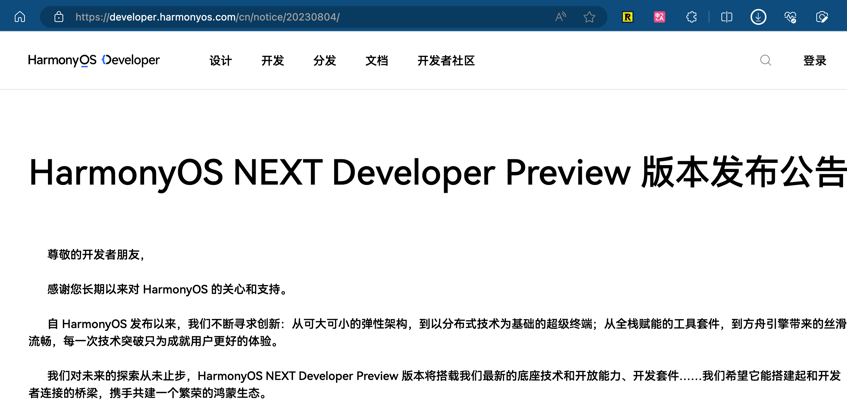 https://developer.harmonyos.com/cn/notice/20230804/
HarmonyOS Developer 设计 开发 分发 文档 开发者社区 登录
HarmonyOS NEXT Developer Preview 版本发布公告
尊敬的开发者朋友，
感谢您长期以来对 HarmonyOS 的关心和支持。
自 HarmonyOS 发布以来，我们不断寻求创新：从可大可小的弹性架构，到以分布式技术为基础的超级终端；从全栈赋能的工具套件，到方舟引擎带来的丝滑
流畅，每一次技术突破只为成就用户更好的体验。
我们对未来的探索从未止步，HarmonyOS NEXT Developer Preview 版本将搭载我们最新的底座技术和开放能力、开发套件……我们希望它能搭建起和开发
者连接的桥梁，携手共建一个繁荣的鸿蒙生态。